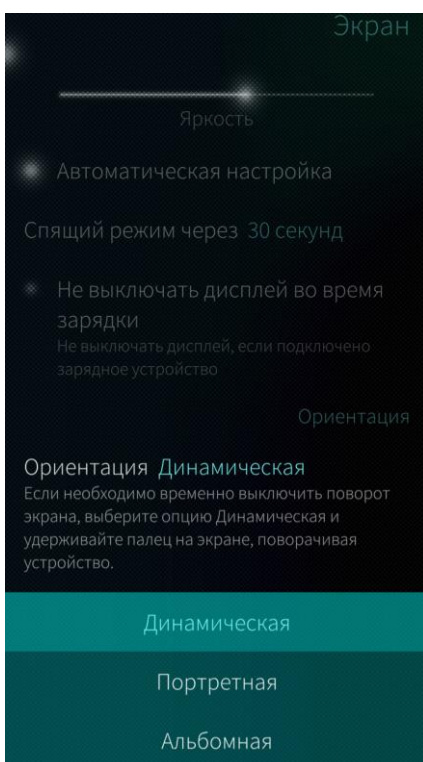 Экран
Яркость
Автоматическая настройка
Спящий режим через 30 секунд
Не выключать дисплей во время
зарядки
Не выключать дисплей, если подключено
зарядное устройство
Ориентация
Ориентация Динамическая
Если необходимо временно выключить поворот
экрана, выберите опцию Динамическая и
удерживайте палец на экране, поворачивая
устройство.
Динамическая
Портретная
Альбомная